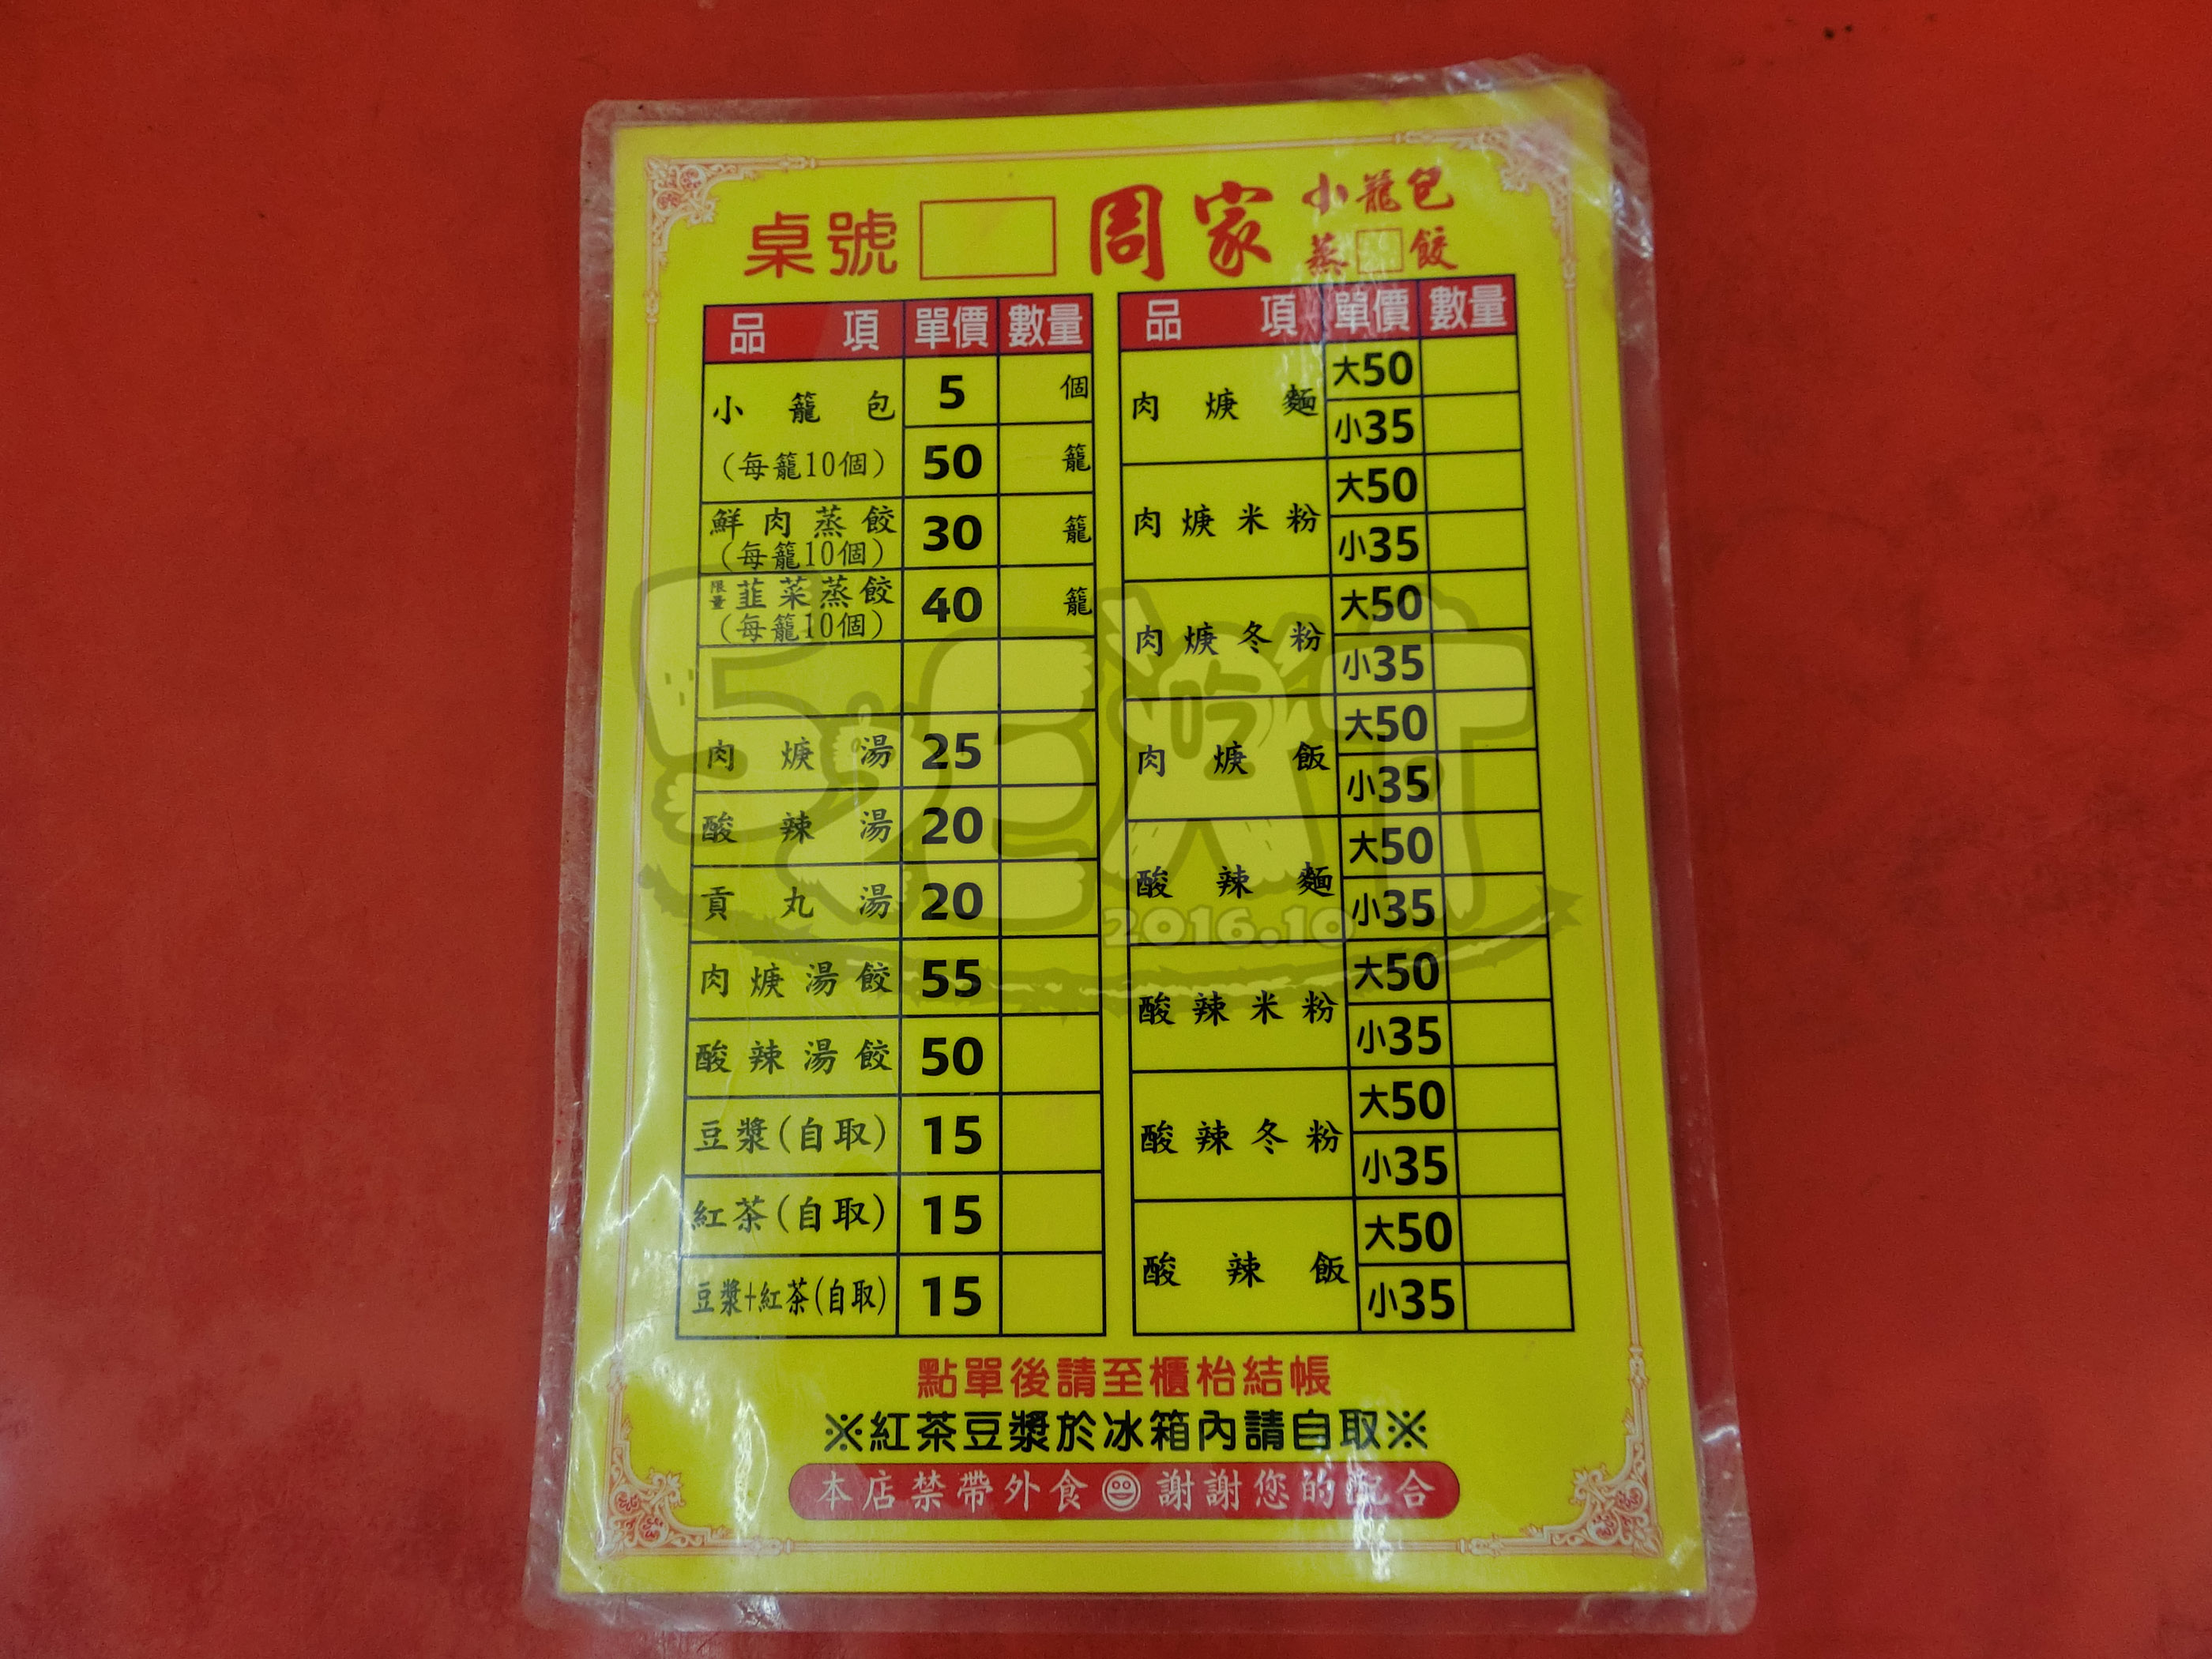 桌號 周家 小籠包
蒸 餃
品項 單價 數量
小籠包 5 個
(每籠10個) 50 籠
鮮肉蒸餃 30 籠
(每籠10個)
限量 韮菜蒸餃 40 籠
(每籠10個)
肉焿湯 25
酸辣湯 20
貢丸湯 20
肉焿湯餃 55
酸辣湯餃 50
豆漿(自取) 15
紅茶(自取) 15
豆漿+紅茶(自取) 15
品項 單價 數量
肉焿麵 大50
小35
肉焿米粉 大50
小35
肉焿冬粉 大50
小35
肉焿飯 大50
小35
酸辣麵 大50
小35
酸辣米粉 大50
小35
酸辣冬粉 大50
小35
酸辣飯 大50
小35
點單後請至櫃枱結帳
※紅茶豆漿於冰箱內請自取※
本店禁帶外食 謝謝您的配合
吃
2016.10